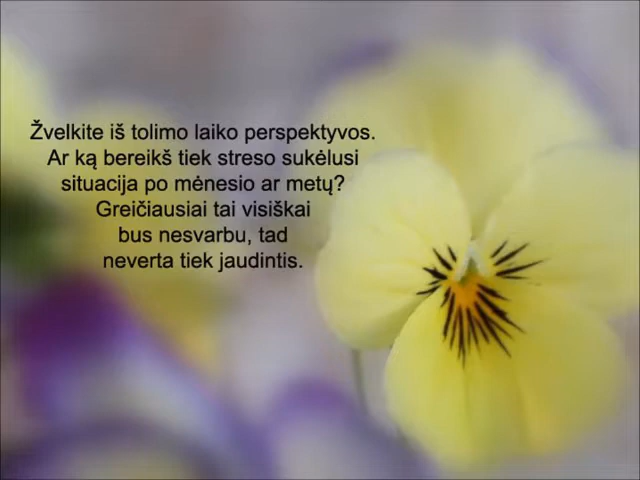 Žvelkite iš tolimo laiko perspektyvos.
Ar ką bereikš tiek streso sukėlusi
situacija po mėnesio ar metų?
Greičiausiai tai visiškai
bus nesvarbu, tad
neverta tiek jaudintis.